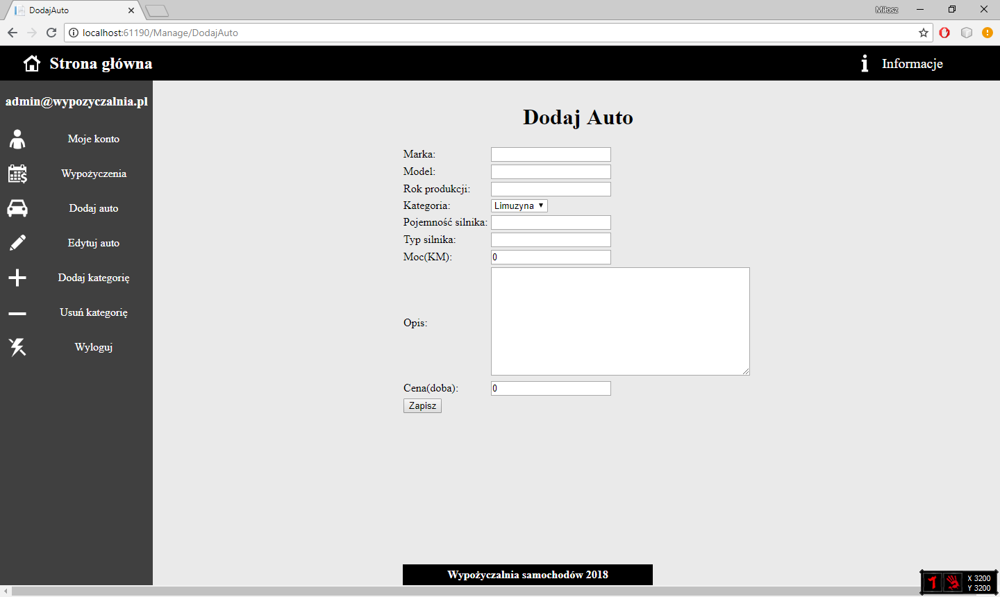 DodajAuto
Miłosz
localhost:61190/Manage/DodajAuto
Strona główna
Informacje
admin@wypozyczalnia.pl
Moje konto
Wypożyczenia
Dodaj auto
Edytuj auto
Dodaj kategorię
Usuń kategorię
Wyloguj
Dodaj Auto
Marka:
Model:
Rok produkcji:
Kategoria: Limuzyna
Pojemność silnika:
Typ silnika:
Moc(KM): 0
Opis:
Cena(doba): 0
Zapisz
Wypożyczalnia samochodów 2018
X 3200
Y 3200